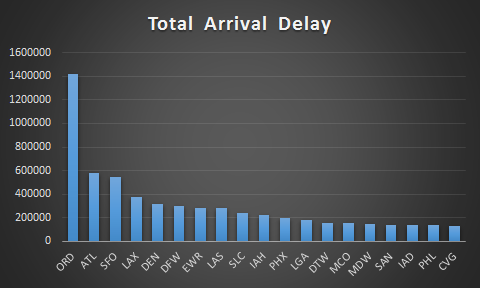 Total Arrival Delay
1600000
1400000
1200000
1000000
800000
600000
400000
200000
0
ORD
ATL
SFO
LAX
DEN
DFW
EWR
LAS
SLC
IAH
PHX
LGA
DTW
MCO
MDW
SAN
IAD
PHL
CVG